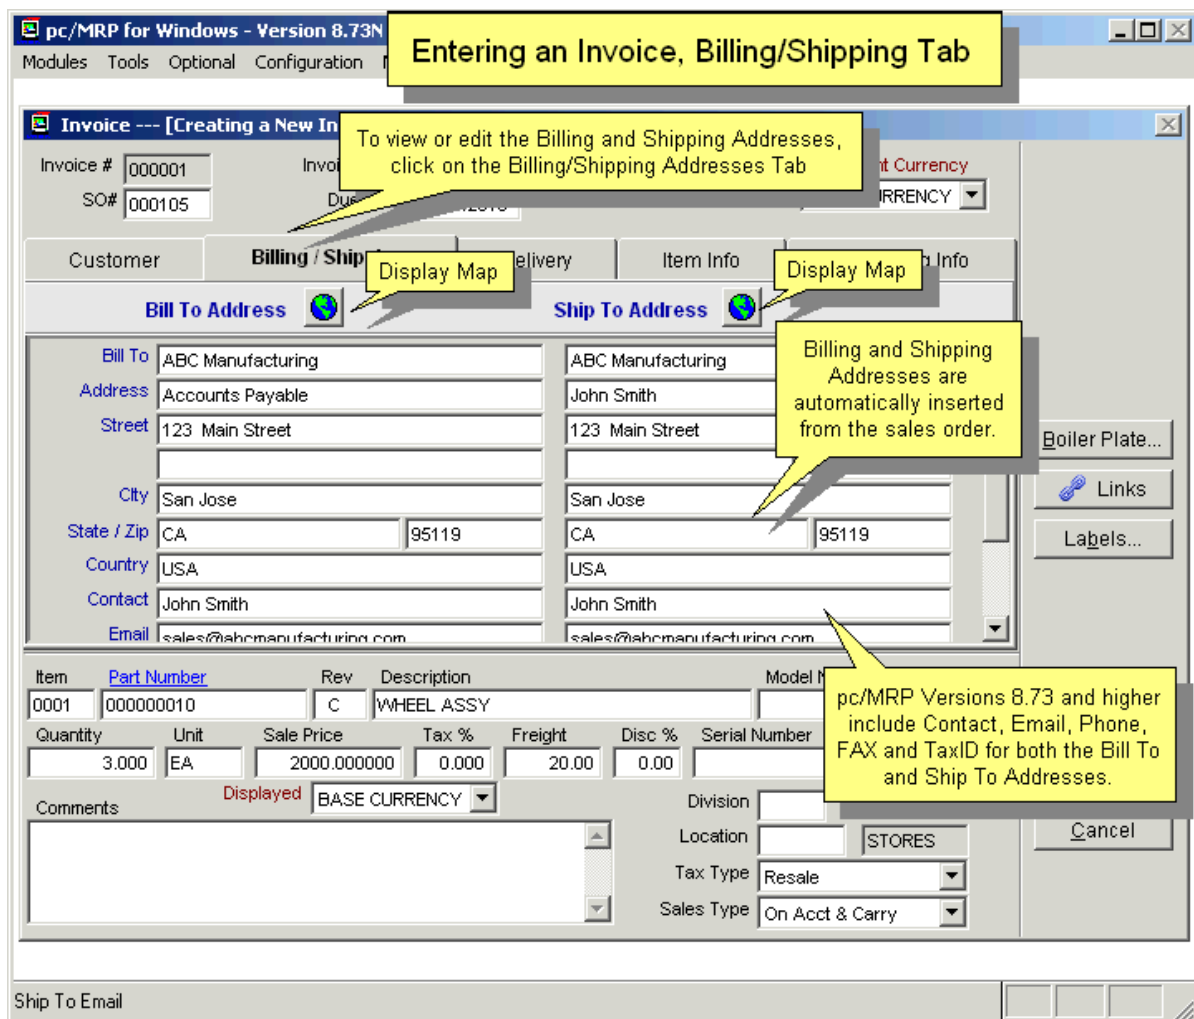 pc/MRP for Windows - Version 8.73N
Entering an Invoice, Billing/Shipping Tab
Modules Tools Optional Configuration
Invoice --- [Creating a New In
To view or edit the Billing and Shipping Addresses,
click on the Billing/Shipping Addresses Tab
Invoice # 000001
SO# 000105
Currency
Customer
Billing / Ship
Item Info
Info
Display Map
Display Map
Bill To Address
Ship To Address
Bill To ABC Manufacturing ABC Manufacturing
Address Accounts Payable John Smith
Street 123 Main Street 123 Main Street
City San Jose San Jose
State / Zip CA 95119 CA 95119
Country USA USA
Contact John Smith John Smith
Email sales@abcmanufacturing.com sales@abcmanufacturing.com
Billing and Shipping
Addresses are
automatically inserted
from the sales order.
Boiler Plate...
Links
Labels...
Item Part Number Rev Description Model
0001 000000010 C WHEEL ASSY
Quantity Unit Sale Price Tax % Freight Disc % Serial Number
3.000 EA 2000.000000 0.000 20.00 0.00
pc/MRP Versions 8.73 and higher
include Contact, Email, Phone,
FAX and TaxID for both the Bill To
and Ship To Addresses.
Comments
Displayed BASE CURRENCY
Division
Location STORES
Tax Type Resale
Sales Type On Acct & Carry
Cancel
Ship To Email